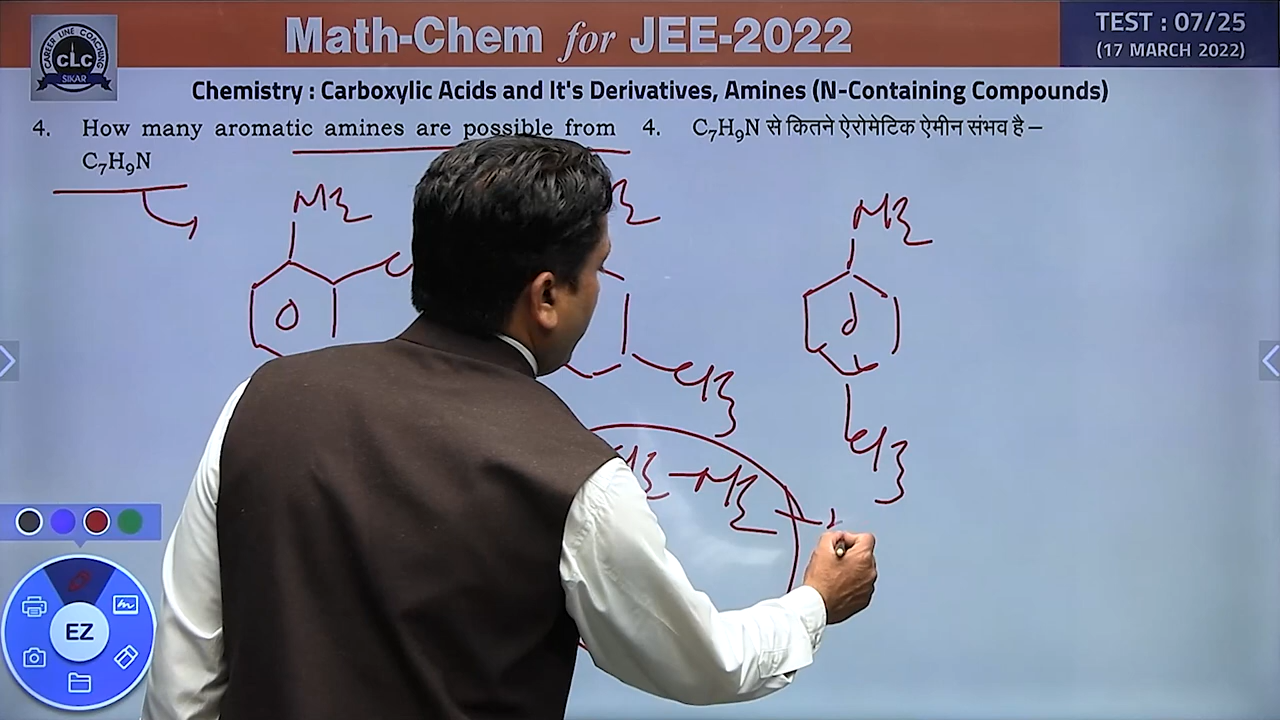 CAREER LINE COACHING
CLC
SIKAR
Math-Chem for JEE-2022
TEST : 07/25
(17 MARCH 2022)
Chemistry : Carboxylic Acids and It's Derivatives, Amines (N-Containing Compounds)
4. How many aromatic amines are possible from
C₇H₉N
4. C₇H₉N से कितने ऐरोमेटिक ऐमीन संभव है –
NH₂
NH₂
CH₃
CH₃
NH₂
EZ